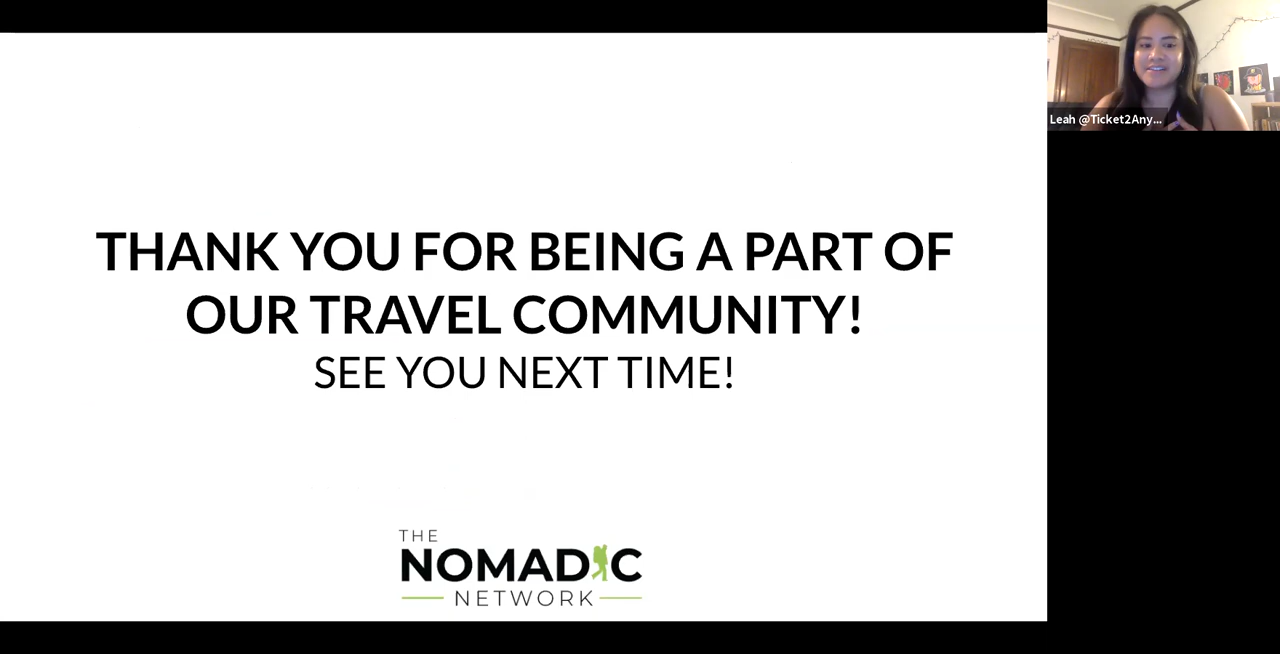 THANK YOU FOR BEING A PART OF
OUR TRAVEL COMMUNITY!
SEE YOU NEXT TIME!
THE
NOMADIC
NETWORK
Leah @Ticket2Any...